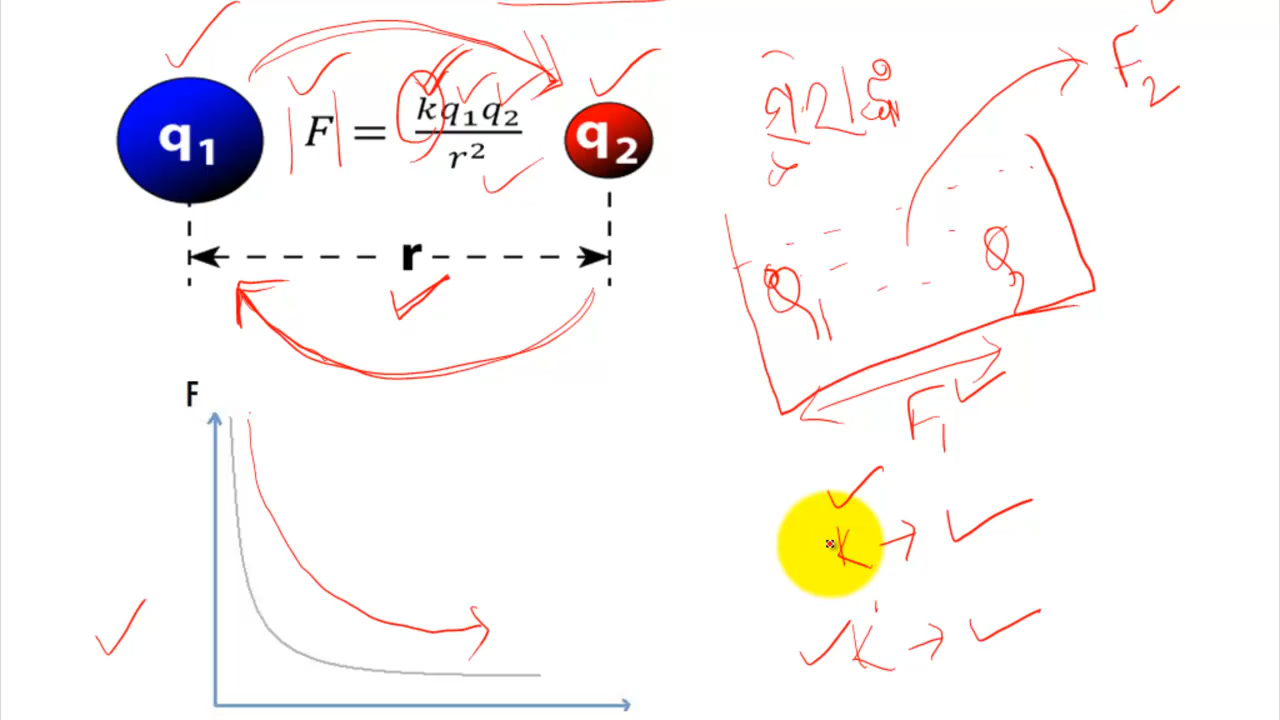 q₁
|F| = kq₁q₂ / r²
q₂
r
F
F₂
Q₁
Q₂
F₁
K →
K' →